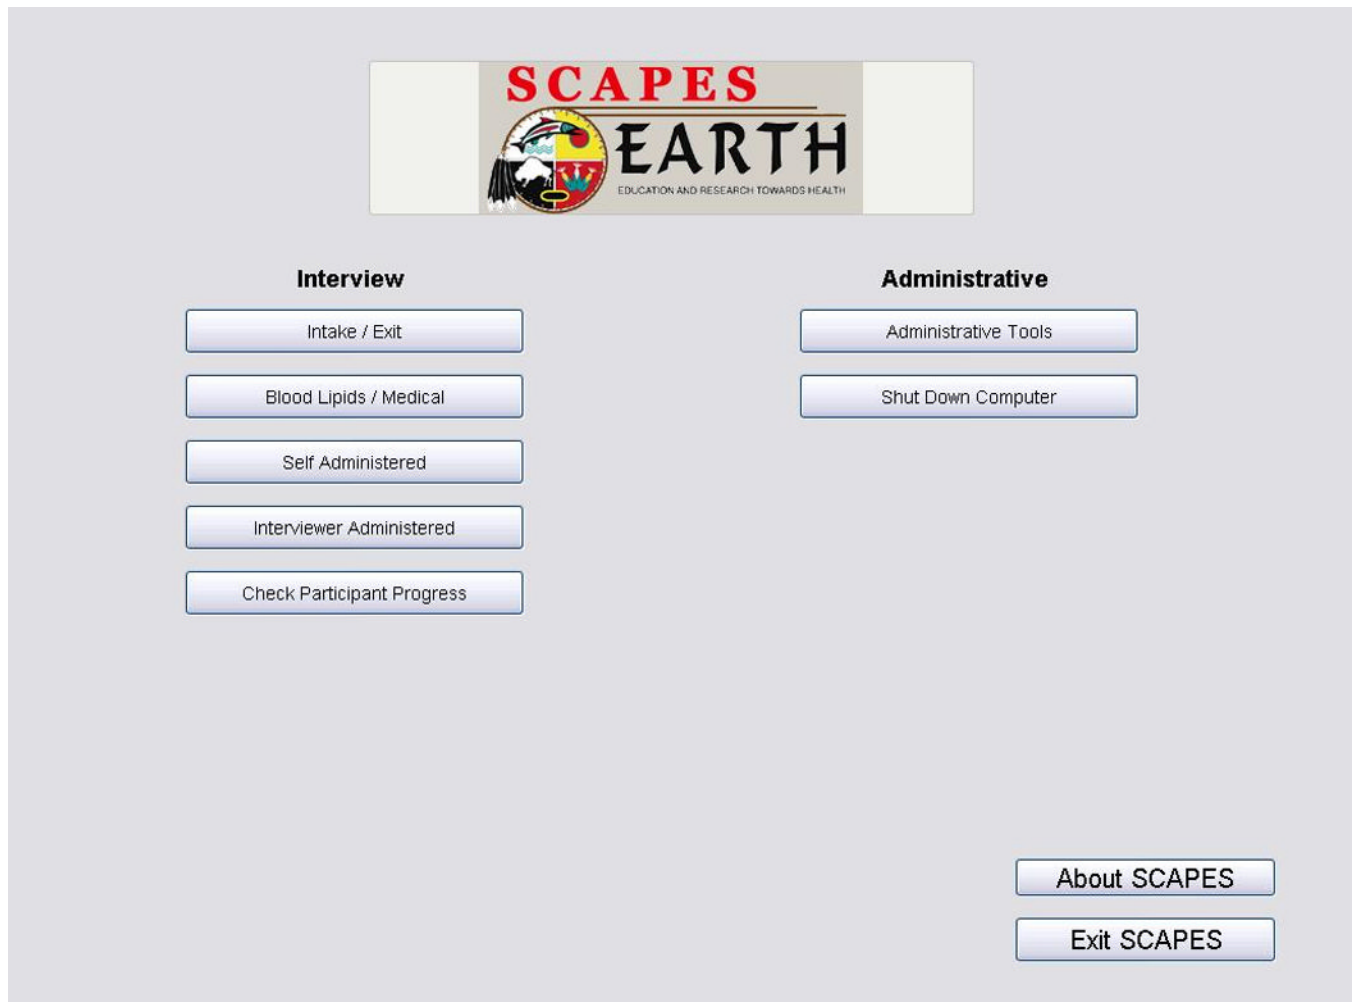 SCAPES
EARTH
EDUCATION AND RESEARCH TOWARDS HEALTH
Interview
Intake / Exit
Blood Lipids / Medical
Self Administered
Interviewer Administered
Check Participant Progress
Administrative
Administrative Tools
Shut Down Computer
About SCAPES
Exit SCAPES